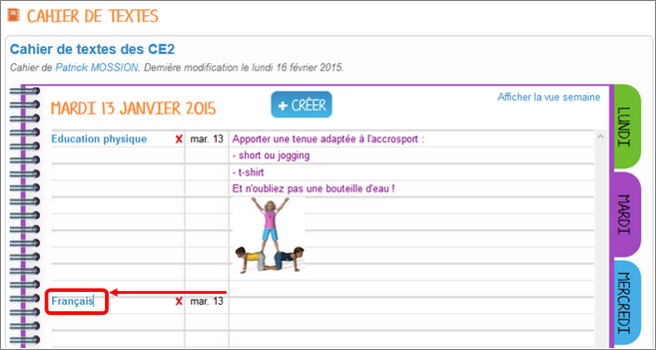 CAHIER DE TEXTES
Cahier de textes des CE2
Cahier de Patrick MOSSION. Dernière modification le lundi 16 février 2015.
MARDI 13 JANVIER 2015
+ CRÉER
Afficher la vue semaine
Education physique
mar. 13
Apporter une tenue adaptée à l'accrosport :
- short ou jogging
- t-shirt
Et n'oubliez pas une bouteille d'eau !
Français
mar. 13
LUNDI
MARDI
MERCREDI